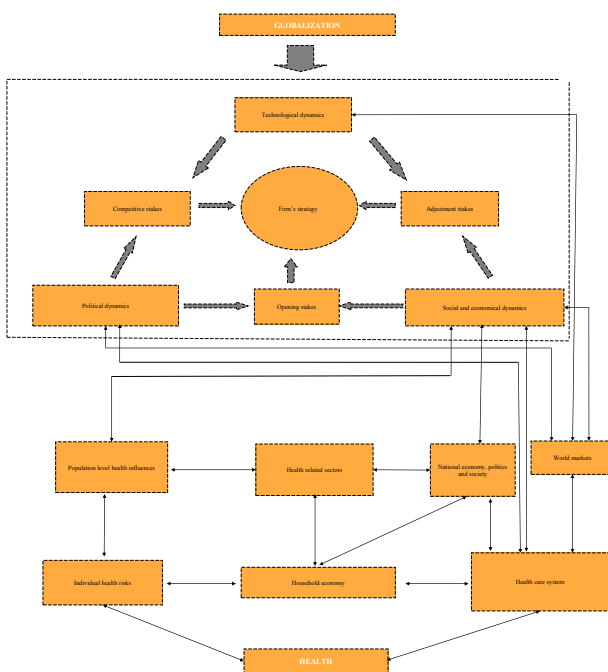 GLOBALIZATION
Technological dynamics
Competitive stakes
Firm's strategy
Adjustment stakes
Political dynamics
Opening stakes
Social and economical dynamics
Population level health influences
Health related sectors
National economy, politics
and society
World markets
Individual health risks
Household economy
Health care system
HEALTH